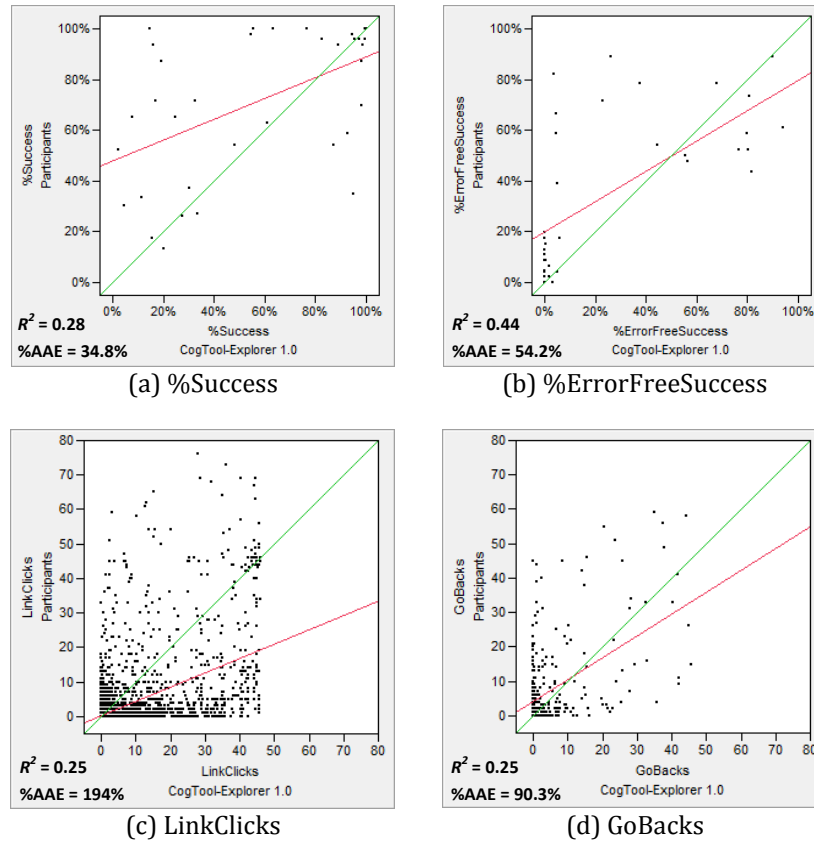 100%
80%
60%
40%
20%
0%
%Success
Participants
0% 20% 40% 60% 80% 100%
%Success
CogTool-Explorer 1.0
R² = 0.28
%AAE = 34.8%
(a) %Success
100%
80%
60%
40%
20%
0%
%ErrorFreeSuccess
Participants
0% 20% 40% 60% 80% 100%
%ErrorFreeSuccess
CogTool-Explorer 1.0
R² = 0.44
%AAE = 54.2%
(b) %ErrorFreeSuccess
80
70
60
50
40
30
20
10
0
LinkClicks
Participants
0 10 20 30 40 50 60 70 80
LinkClicks
CogTool-Explorer 1.0
R² = 0.25
%AAE = 194%
(c) LinkClicks
80
70
60
50
40
30
20
10
0
GoBacks
Participants
0 10 20 30 40 50 60 70 80
GoBacks
CogTool-Explorer 1.0
R² = 0.25
%AAE = 90.3%
(d) GoBacks